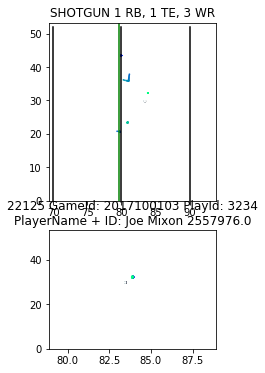 SHOTGUN 1 RB, 1 TE, 3 WR
50
40
30
20
10
0
70 75 80 85 90
22125 GameId: 2017100103 PlayId: 3234
PlayerName + ID: Joe Mixon 2557976.0
40
20
0
80.0 82.5 85.0 87.5